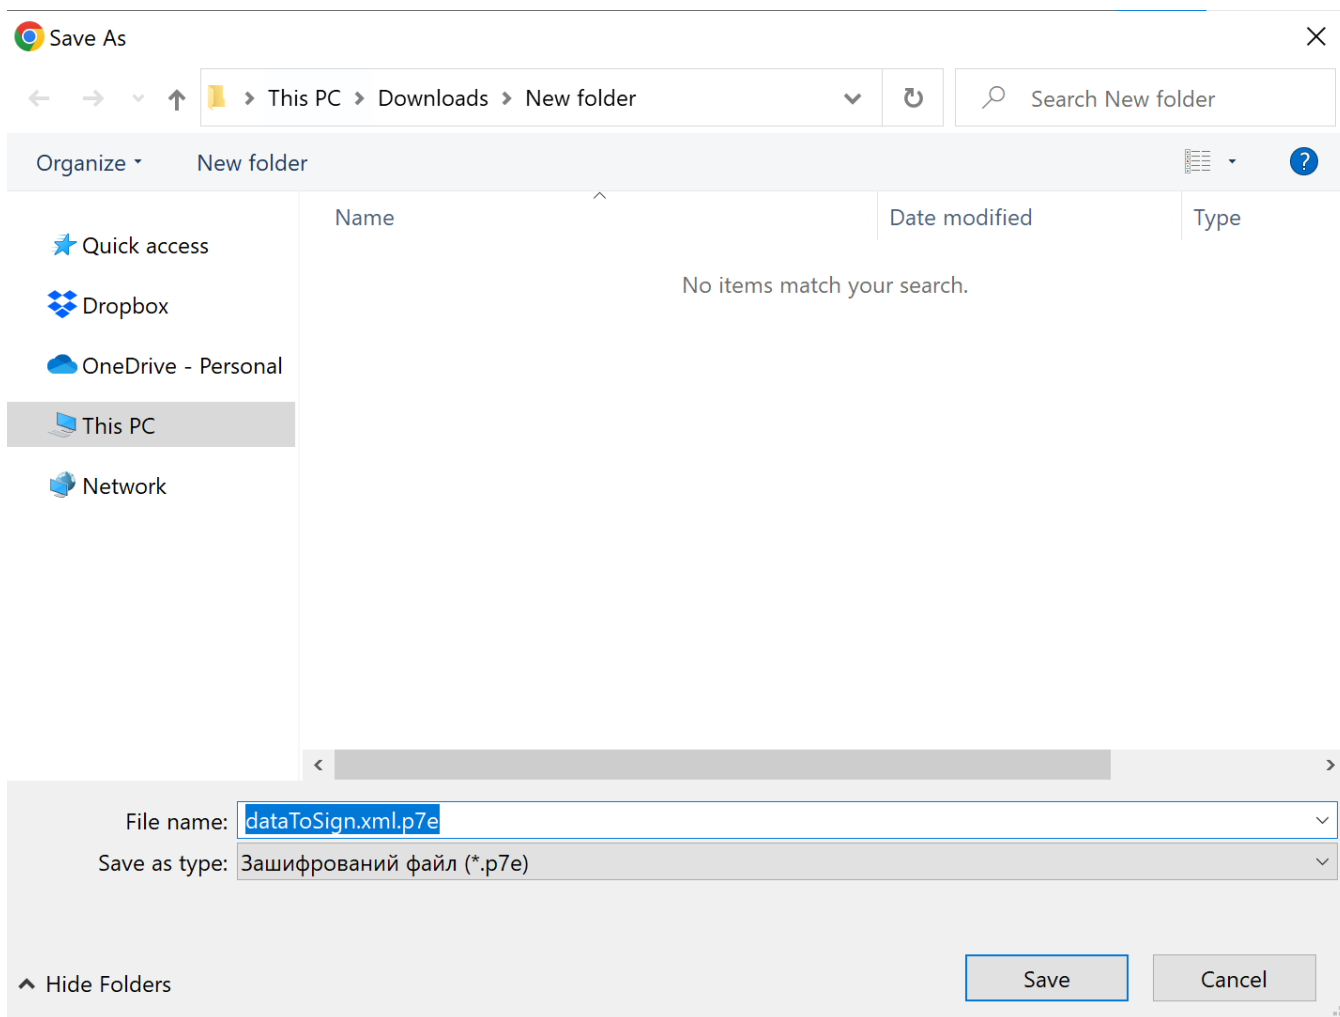 Save As
This PC > Downloads > New folder
Search New folder
Organize
New folder
?
Name
Date modified
Type
No items match your search.
Quick access
Dropbox
OneDrive - Personal
This PC
Network
File name: dataToSign.xml.p7e
Save as type: Зашифрований файл (*.p7e)
Hide Folders
Save
Cancel